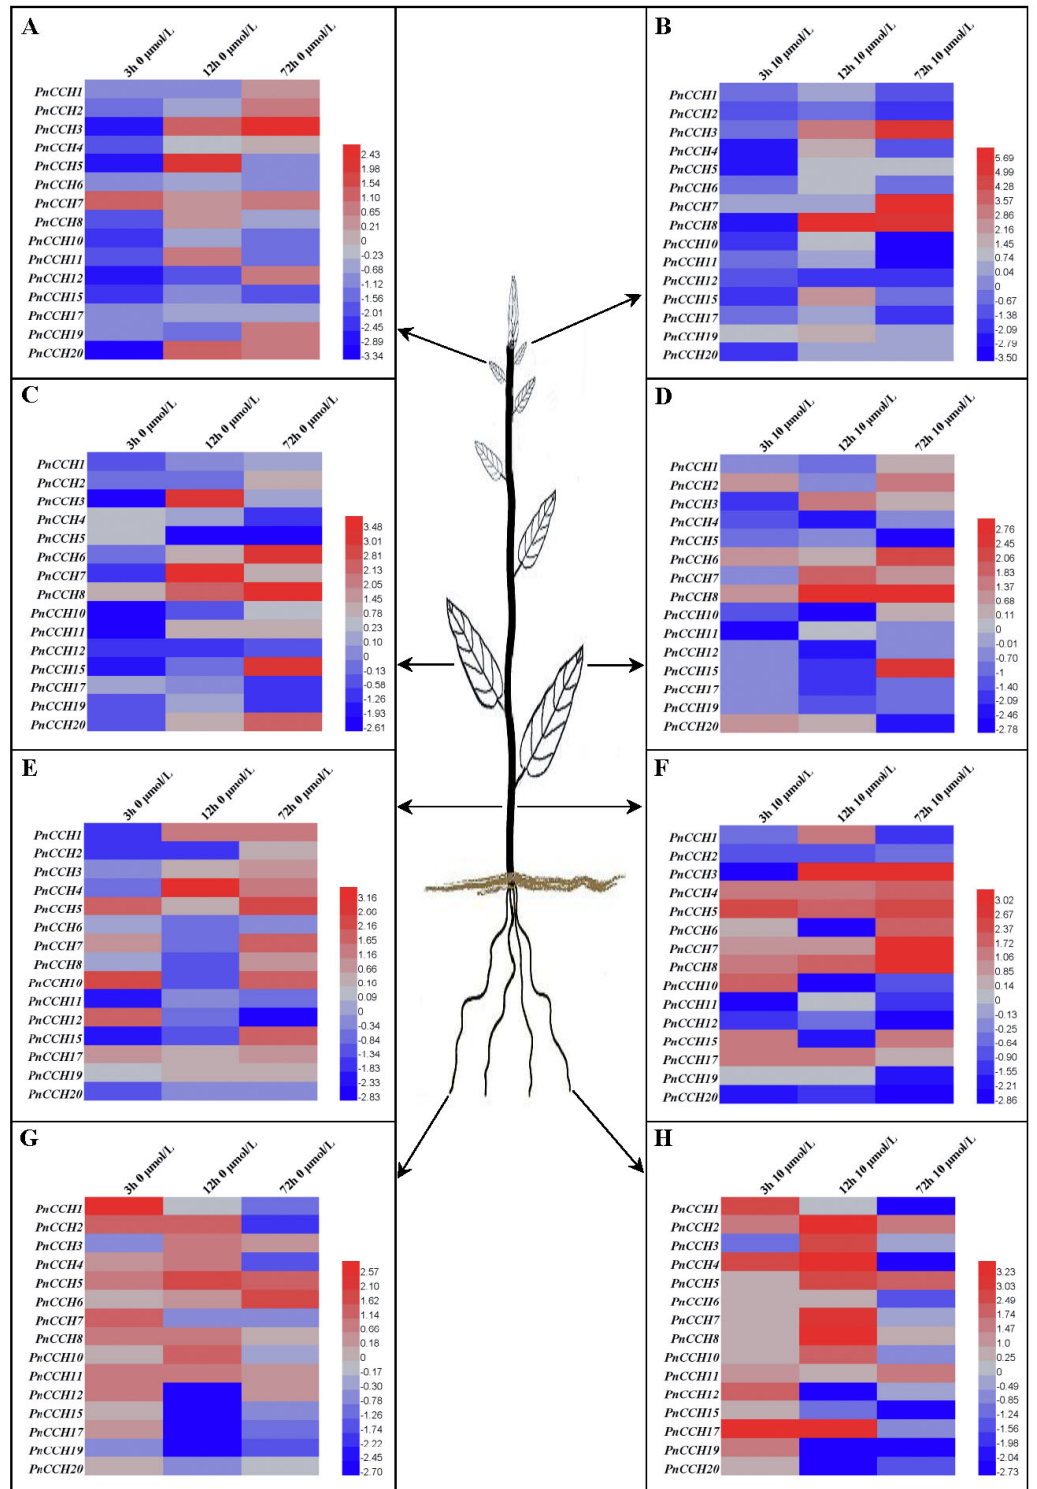 A
3h 0 μmol/L
12h 0 μmol/L
72h 0 μmol/L
PnCCH1
PnCCH2
PnCCH3
PnCCH4
PnCCH5
PnCCH6
PnCCH7
PnCCH8
PnCCH10
PnCCH11
PnCCH12
PnCCH15
PnCCH17
PnCCH19
PnCCH20
2.43
1.98
1.54
1.10
0.65
0.21
0
-0.23
-0.68
-1.12
-1.56
-2.01
-2.45
-2.89
-3.34
B
3h 10 μmol/L
12h 10 μmol/L
72h 10 μmol/L
PnCCH1
PnCCH2
PnCCH3
PnCCH4
PnCCH5
PnCCH6
PnCCH7
PnCCH8
PnCCH10
PnCCH11
PnCCH12
PnCCH15
PnCCH17
PnCCH19
PnCCH20
5.69
4.99
4.28
3.57
2.86
2.16
1.45
0.74
0.04
0
-0.67
-1.38
-2.09
-2.79
-3.50
C
3h 0 μmol/L
12h 0 μmol/L
72h 0 μmol/L
PnCCH1
PnCCH2
PnCCH3
PnCCH4
PnCCH5
PnCCH6
PnCCH7
PnCCH8
PnCCH10
PnCCH11
PnCCH12
PnCCH15
PnCCH17
PnCCH19
PnCCH20
3.48
3.01
2.81
2.13
2.05
1.45
0.78
0.23
0.10
0
-0.13
-0.58
-1.26
-1.93
-2.61
D
3h 10 μmol/L
12h 10 μmol/L
72h 10 μmol/L
PnCCH1
PnCCH2
PnCCH3
PnCCH4
PnCCH5
PnCCH6
PnCCH7
PnCCH8
PnCCH10
PnCCH11
PnCCH12
PnCCH15
PnCCH17
PnCCH19
PnCCH20
2.76
2.45
2.06
1.83
1.37
0.68
0.11
0
-0.01
-0.70
-1
-1.40
-2.09
-2.46
-2.78
E
3h 0 μmol/L
12h 0 μmol/L
72h 0 μmol/L
PnCCH1
PnCCH2
PnCCH3
PnCCH4
PnCCH5
PnCCH6
PnCCH7
PnCCH8
PnCCH10
PnCCH11
PnCCH12
PnCCH15
PnCCH17
PnCCH19
PnCCH20
3.16
2.00
2.16
1.65
1.16
0.66
0.16
0.09
0
-0.34
-0.84
-1.34
-1.83
-2.33
-2.83
F
3h 10 μmol/L
12h 10 μmol/L
72h 10 μmol/L
PnCCH1
PnCCH2
PnCCH3
PnCCH4
PnCCH5
PnCCH6
PnCCH7
PnCCH8
PnCCH10
PnCCH11
PnCCH12
PnCCH15
PnCCH17
PnCCH19
PnCCH20
3.02
2.67
2.37
1.72
1.06
0.85
0.14
0
-0.13
-0.25
-0.64
-0.90
-1.55
-2.21
-2.86
G
3h 0 μmol/L
12h 0 μmol/L
72h 0 μmol/L
PnCCH1
PnCCH2
PnCCH3
PnCCH4
PnCCH5
PnCCH6
PnCCH7
PnCCH8
PnCCH10
PnCCH11
PnCCH12
PnCCH15
PnCCH17
PnCCH19
PnCCH20
2.57
2.10
1.62
1.14
0.66
0.18
0
-0.17
-0.30
-0.78
-1.26
-1.74
-2.22
-2.45
-2.70
H
3h 10 μmol/L
12h 10 μmol/L
72h 10 μmol/L
PnCCH1
PnCCH2
PnCCH3
PnCCH4
PnCCH5
PnCCH6
PnCCH7
PnCCH8
PnCCH10
PnCCH11
PnCCH12
PnCCH15
PnCCH17
PnCCH19
PnCCH20
3.23
3.03
2.49
1.74
1.47
1.0
0.25
0
-0.49
-0.85
-1.24
-1.56
-1.98
-2.04
-2.73